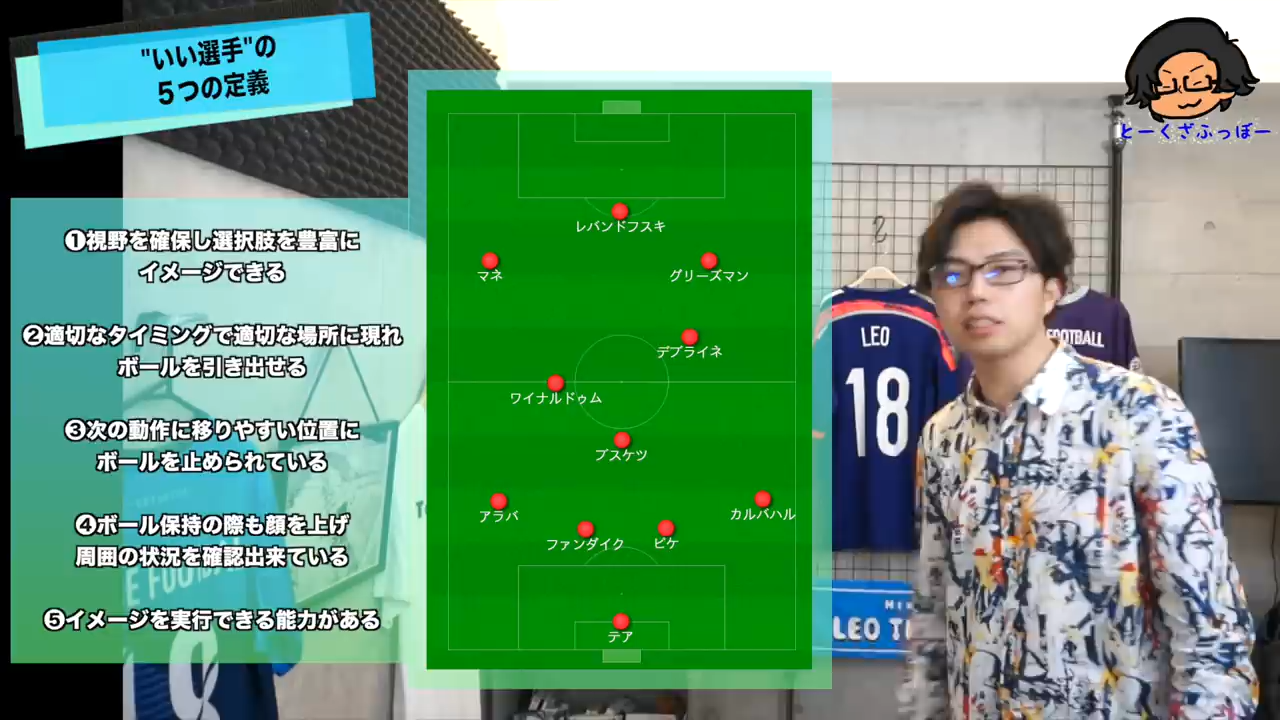 "いい選手"の
5つの定義
とーくざふっぼー
❶視野を確保し選択肢を豊富に
イメージできる
❷適切なタイミングで適切な場所に現れ
ボールを引き出せる
❸次の動作に移りやすい位置に
ボールを止められている
❹ボール保持の際も顔を上げ
周囲の状況を確認出来ている
❺イメージを実行できる能力がある
レバンドフスキ
マネ
グリーズマン
デブライネ
ワイナルドゥム
ブスケツ
アラバ
カルバハル
ファンダイク
ピケ
テア
LEO
18
FOOTBALL
LEO